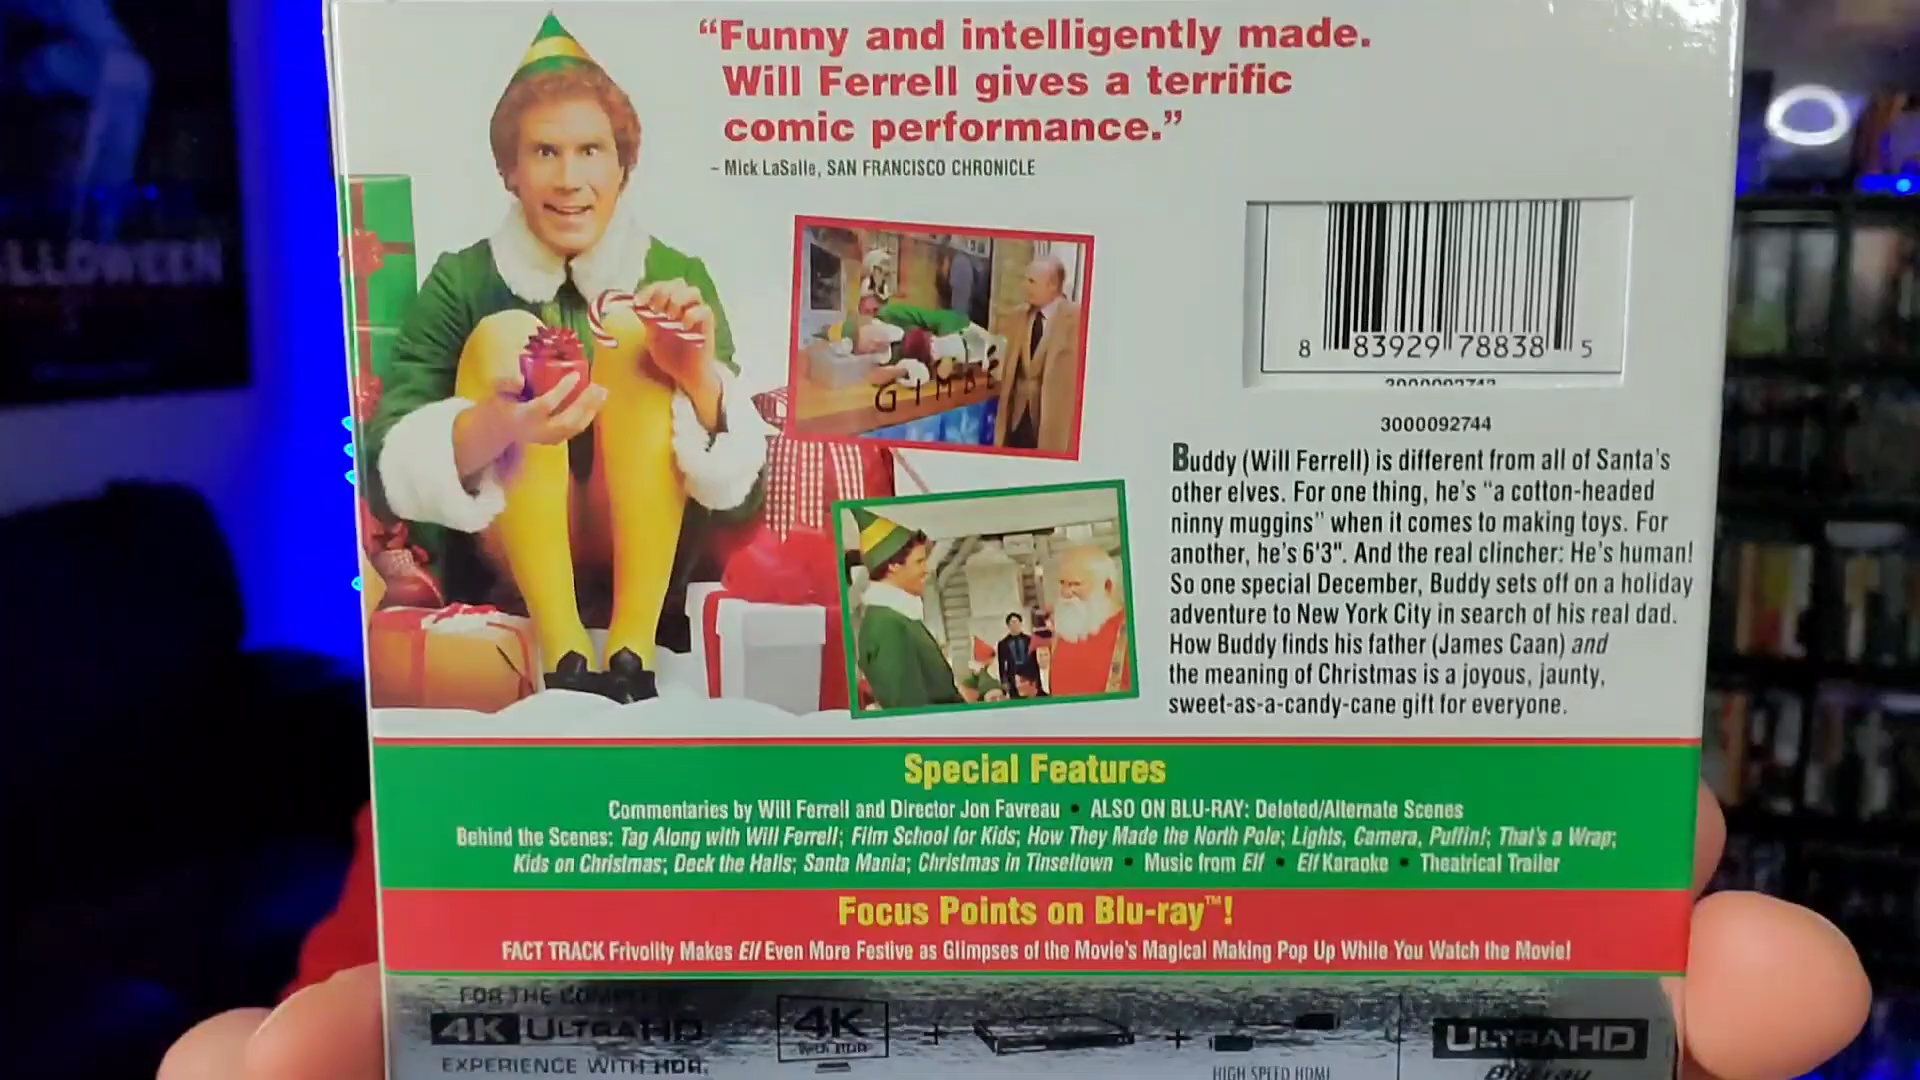 “Funny and intelligently made.
Will Ferrell gives a terrific
comic performance.”
– Mick LaSalle, SAN FRANCISCO CHRONICLE
ALLOWEEN
GIMBE
8 83929 78838 5
3000092744
Buddy (Will Ferrell) is different from all of Santa's
other elves. For one thing, he's “a cotton-headed
ninny muggins” when it comes to making toys. For
another, he's 6'3". And the real clincher: He's human!
So one special December, Buddy sets off on a holiday
adventure to New York City in search of his real dad.
How Buddy finds his father (James Caan) and
the meaning of Christmas is a joyous, jaunty,
sweet-as-a-candy-cane gift for everyone.
Special Features
Commentaries by Will Ferrell and Director Jon Favreau • ALSO ON BLU-RAY: Deleted/Alternate Scenes
Behind the Scenes: Tag Along with Will Ferrell; Film School for Kids; How They Made the North Pole; Lights, Camera, Puffin!; That's a Wrap;
Kids on Christmas; Deck the Halls; Santa Mania; Christmas in Tinseltown • Music from Elf • Elf Karaoke • Theatrical Trailer
Focus Points on Blu-ray™!
FACT TRACK Frivolity Makes Elf Even More Festive as Glimpses of the Movie's Magical Making Pop Up While You Watch the Movie!
FOR THE COMPLETE
4K ULTRA HD
EXPERIENCE WITH HDR,
4K
With HDR
+
+
HIGH SPEED HDMI
ULTRA HD
Blu-ray